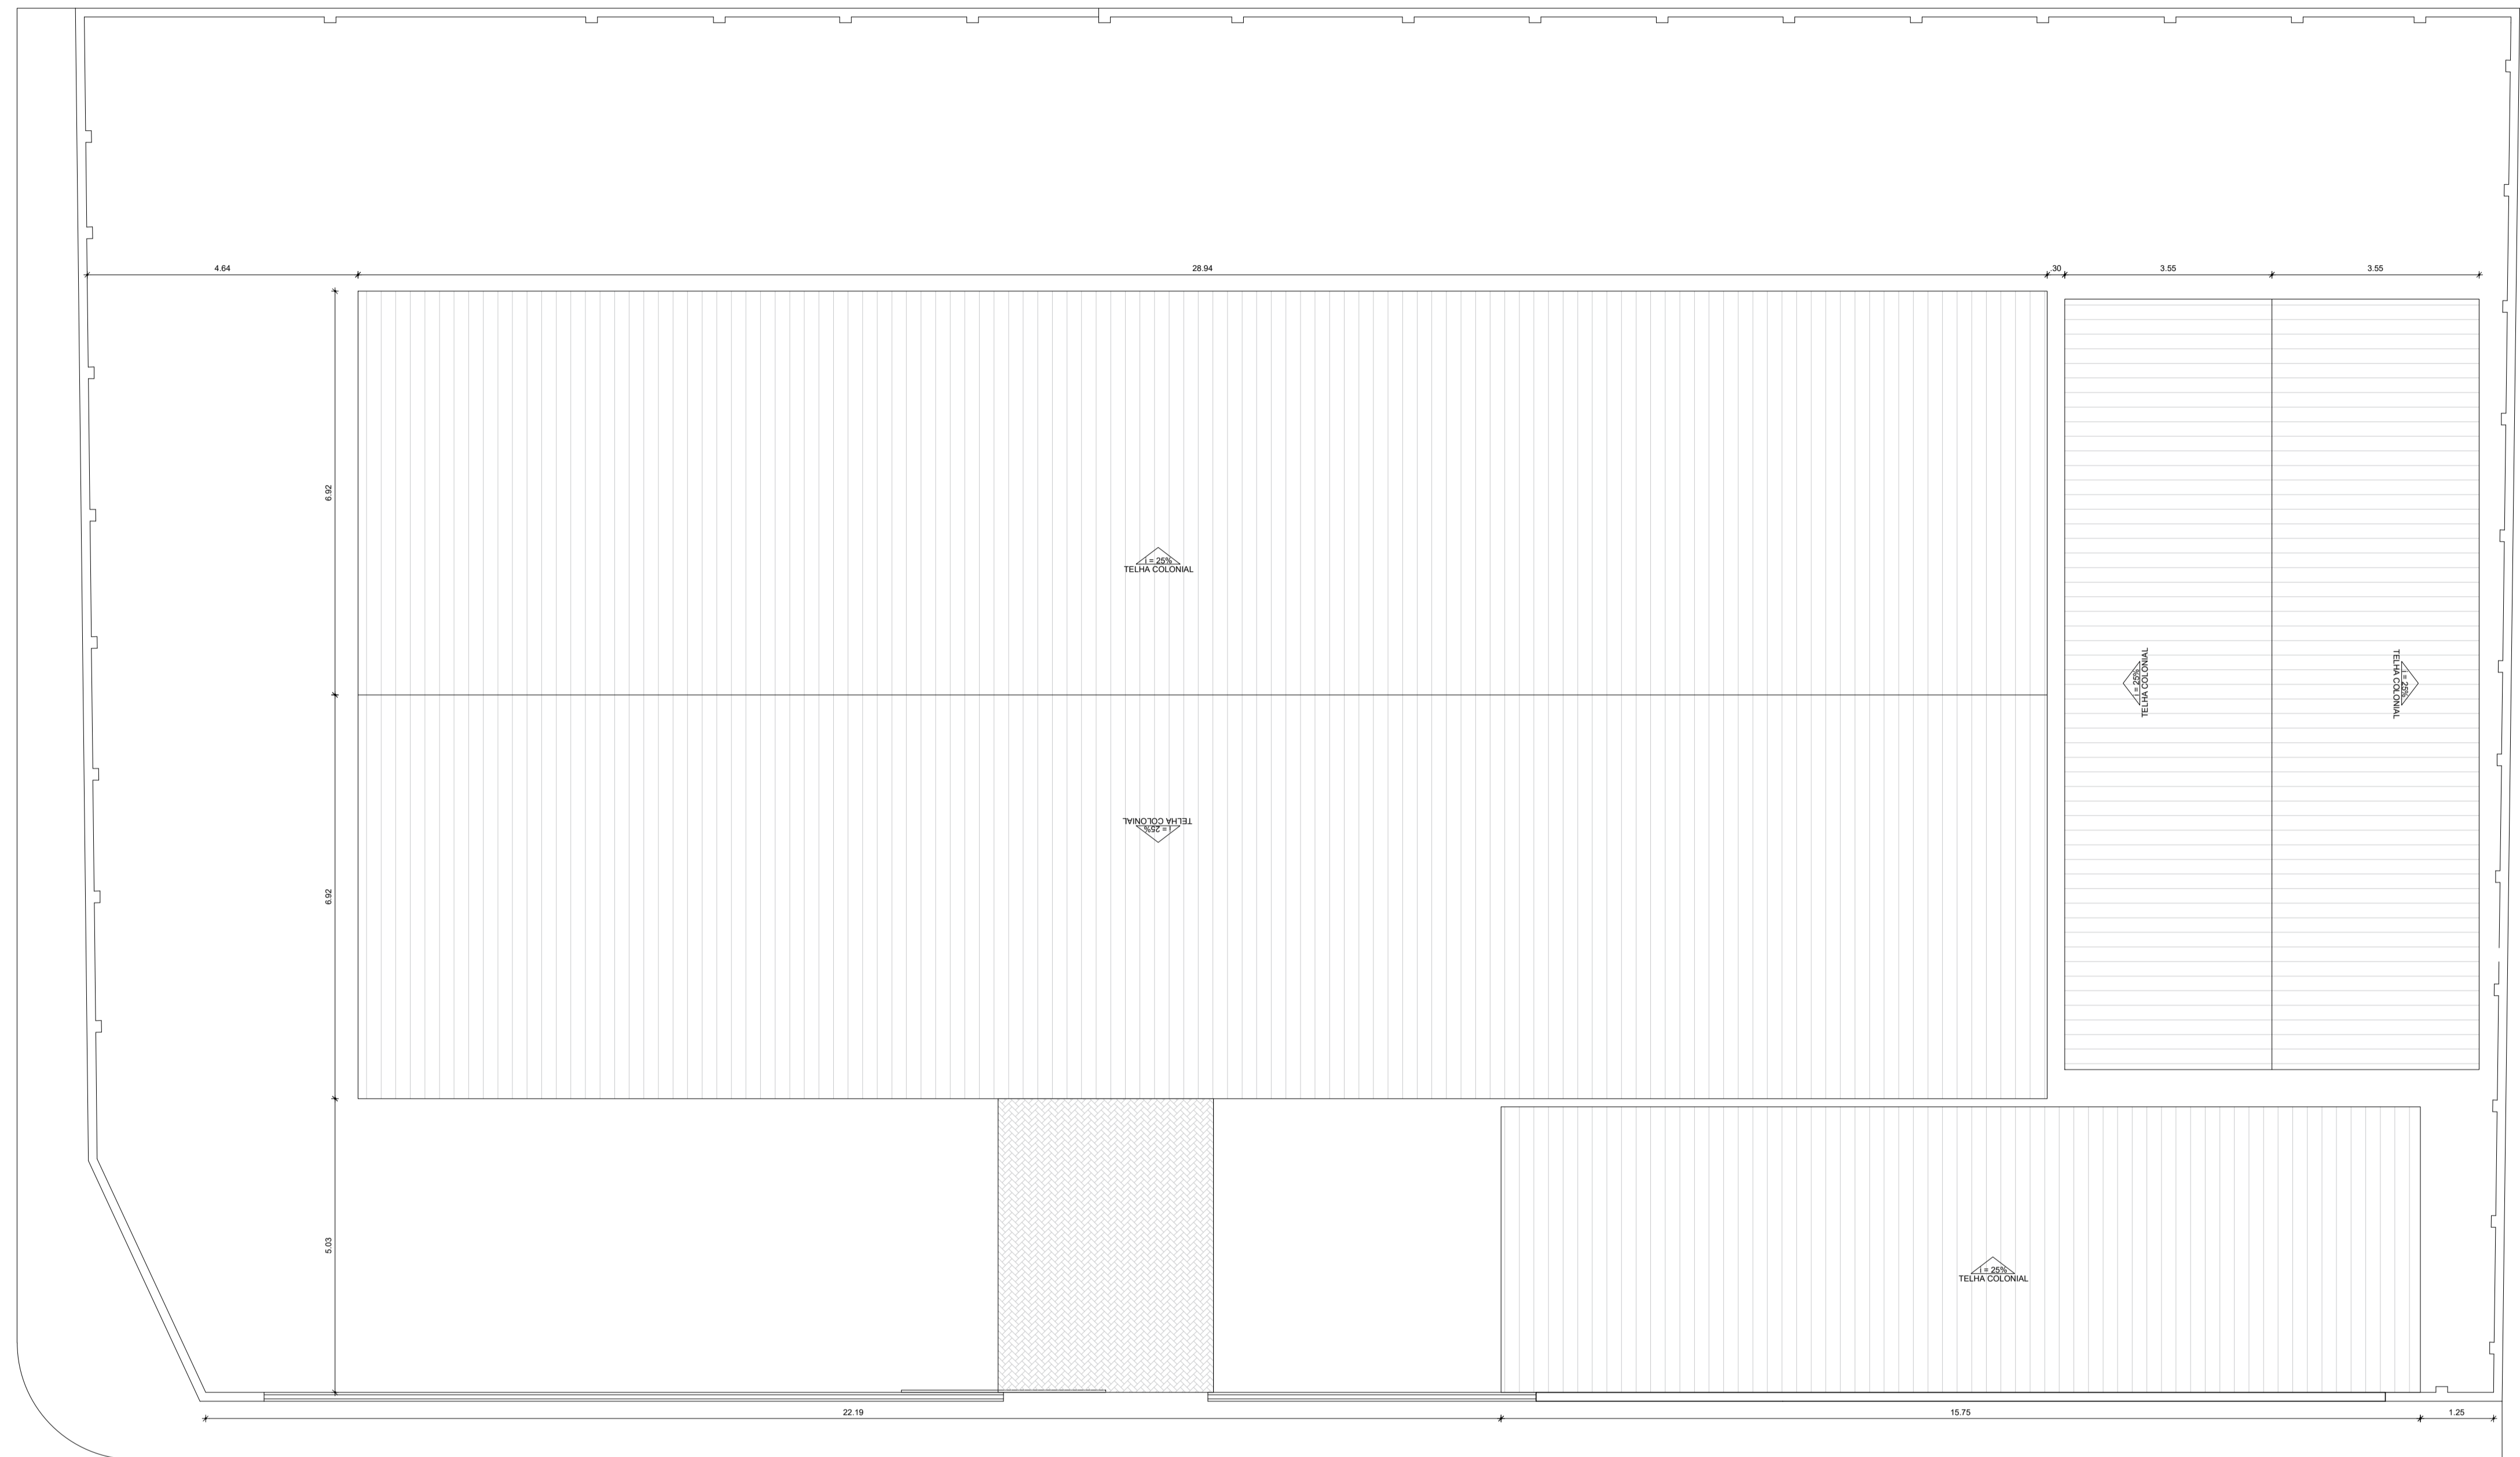 4.64
28.94
.30
3.55
3.55
6.92
i = 25%
TELHA COLONIAL
i = 25%
TELHA COLONIAL
i = 25%
TELHA COLONIAL
TELHA COLONIAL
i = 25%
6.92
5.03
i = 25%
TELHA COLONIAL
22.19
15.75
1.25